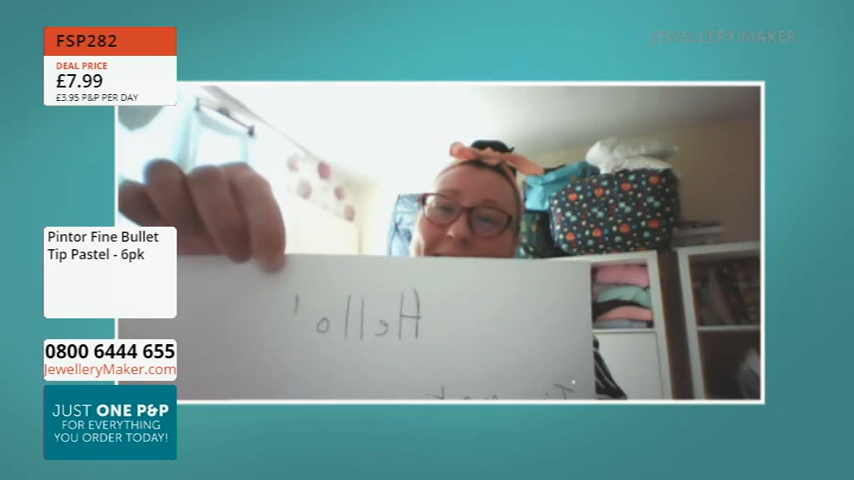 FSP282
DEAL PRICE
£7.99
£3.95 P&P PER DAY
JEWELLERY MAKER
Pintor Fine Bullet
Tip Pastel - 6pk
Hello'
0800 6444 655
JewelleryMaker.com
JUST ONE P&P
FOR EVERYTHING
YOU ORDER TODAY!